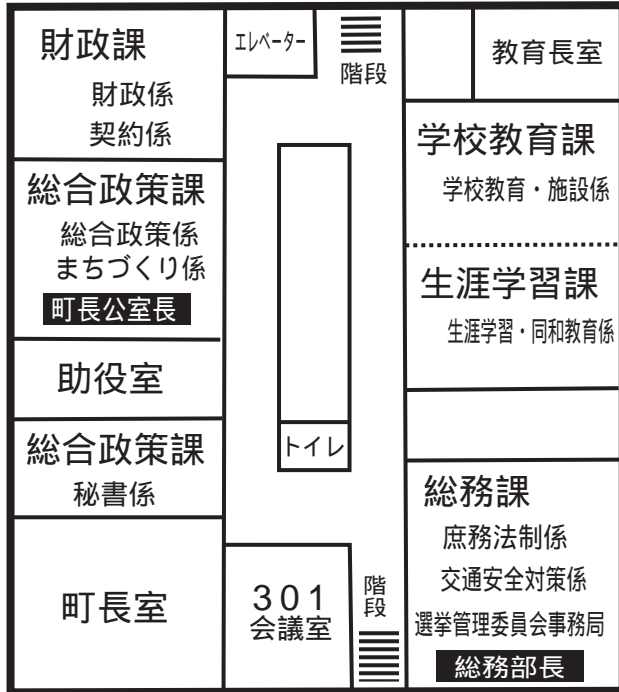 財政課
財政係
契約係
総合政策課
総合政策係
まちづくり係
町長公室長
助役室
総合政策課
秘書係
町長室
エレベーター
階段
トイレ
301
会議室
階段
教育長室
学校教育課
学校教育・施設係
生涯学習課
生涯学習・同和教育係
総務課
庶務法制係
交通安全対策係
選挙管理委員会事務局
総務部長